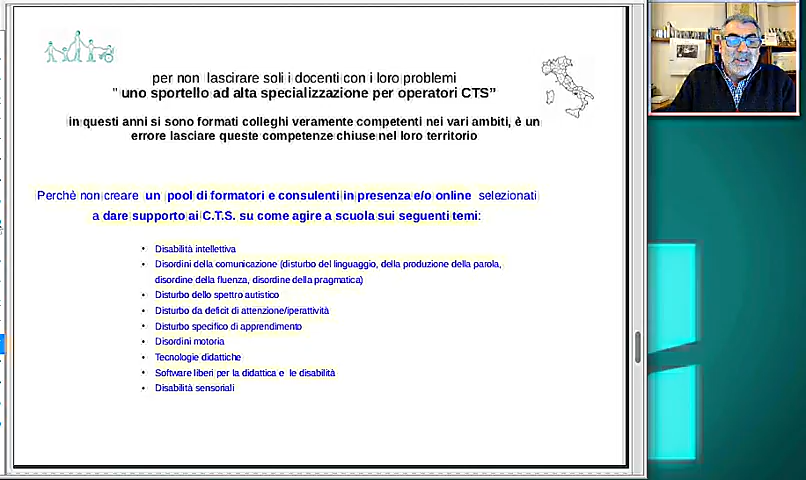 per non lascirare soli i docenti con i loro problemi
" uno sportello ad alta specializzazione per operatori CTS”
in questi anni si sono formati colleghi veramente competenti nei vari ambiti, è un
errore lasciare queste competenze chiuse nel loro territorio
Perchè non creare un pool di formatori e consulenti in presenza e/o online selezionati
a dare supporto ai C.T.S. su come agire a scuola sui seguenti temi:
• Disabilità intellettiva
• Disordini della comunicazione (disturbo del linguaggio, della produzione della parola,
disordine della fluenza, disordine della pragmatica)
• Disturbo dello spettro autistico
• Disturbo da deficit di attenzione/iperattività
• Disturbo specifico di apprendimento
• Disordini motoria
• Tecnologie didattiche
• Software liberi per la didattica e le disabilità
• Disabilità sensoriali